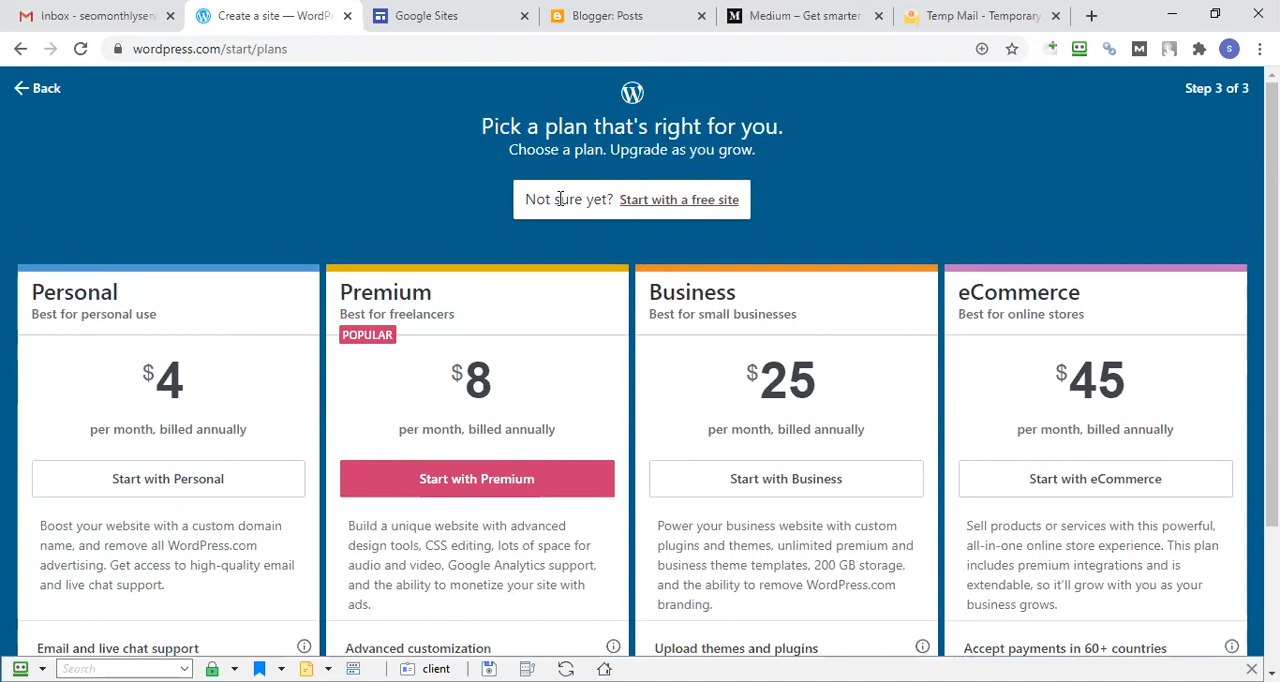 Inbox - seomonthlyser
Create a site — WordPr
Google Sites
Blogger: Posts
Medium – Get smarter
Temp Mail - Temporary
wordpress.com/start/plans
S
Back
Step 3 of 3
Pick a plan that's right for you.
Choose a plan. Upgrade as you grow.
Not sure yet? Start with a free site
Personal
Best for personal use
$4
per month, billed annually
Start with Personal
Boost your website with a custom domain
name, and remove all WordPress.com
advertising. Get access to high-quality email
and live chat support.
Email and live chat support
Premium
Best for freelancers
POPULAR
$8
per month, billed annually
Start with Premium
Build a unique website with advanced
design tools, CSS editing, lots of space for
audio and video, Google Analytics support,
and the ability to monetize your site with
ads.
Advanced customization
Business
Best for small businesses
$25
per month, billed annually
Start with Business
Power your business website with custom
plugins and themes, unlimited premium and
business theme templates, 200 GB storage,
and the ability to remove WordPress.com
branding.
Upload themes and plugins
eCommerce
Best for online stores
$45
per month, billed annually
Start with eCommerce
Sell products or services with this powerful,
all-in-one online store experience. This plan
includes premium integrations and is
extendable, so it'll grow with you as your
business grows.
Accept payments in 60+ countries
Search
client